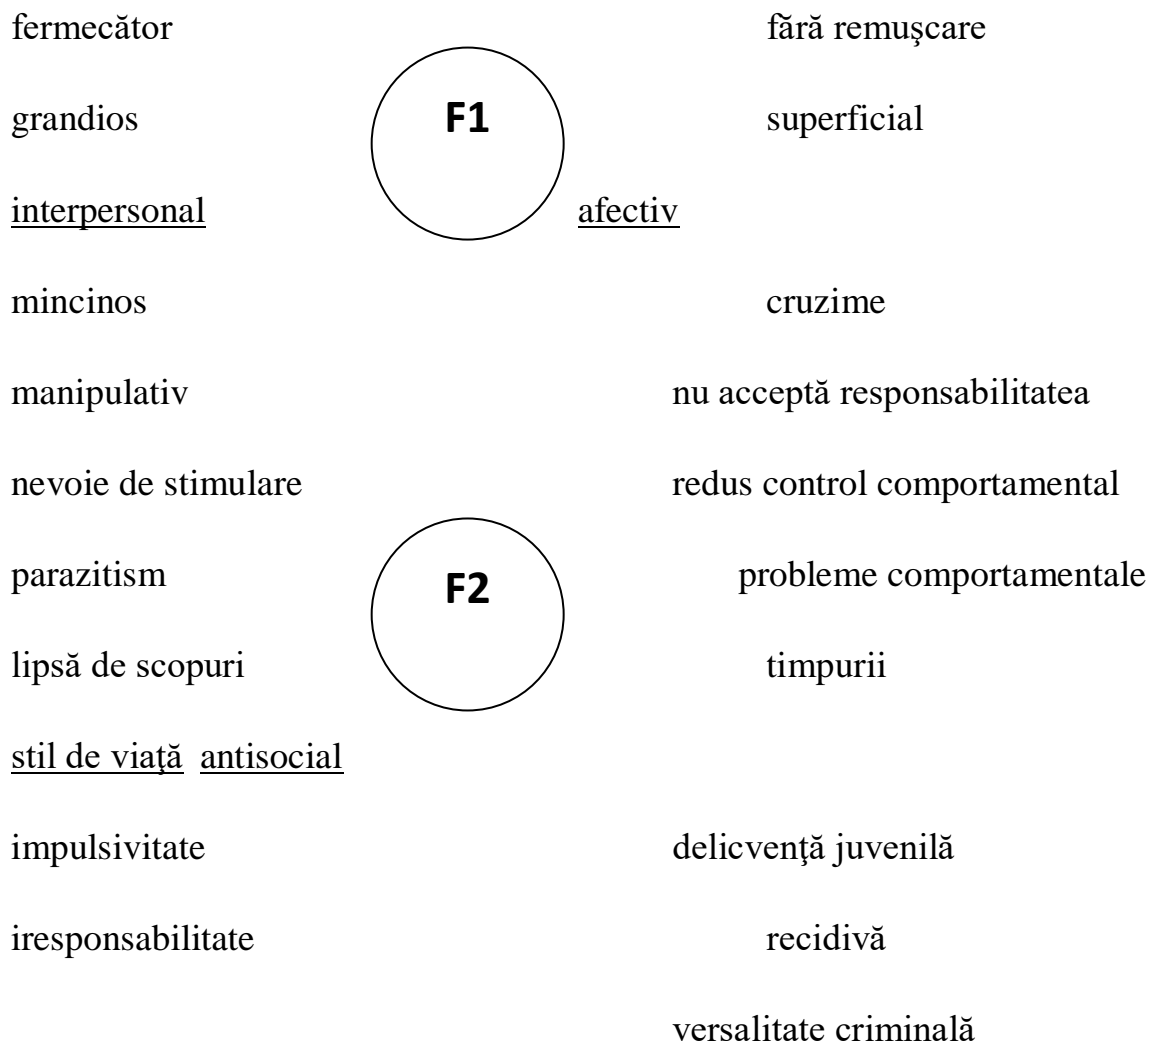 fermecător fără remuşcare
F1
grandios superficial
interpersonal afectiv
mincinos cruzime
manipulativ nu acceptă responsabilitatea
nevoie de stimulare redus control comportamental
parazitism probleme comportamentale
F2
lipsă de scopuri timpurii
stil de viaţă antisocial
impulsivitate delicvenţă juvenilă
iresponsabilitate recidivă
versalitate criminală